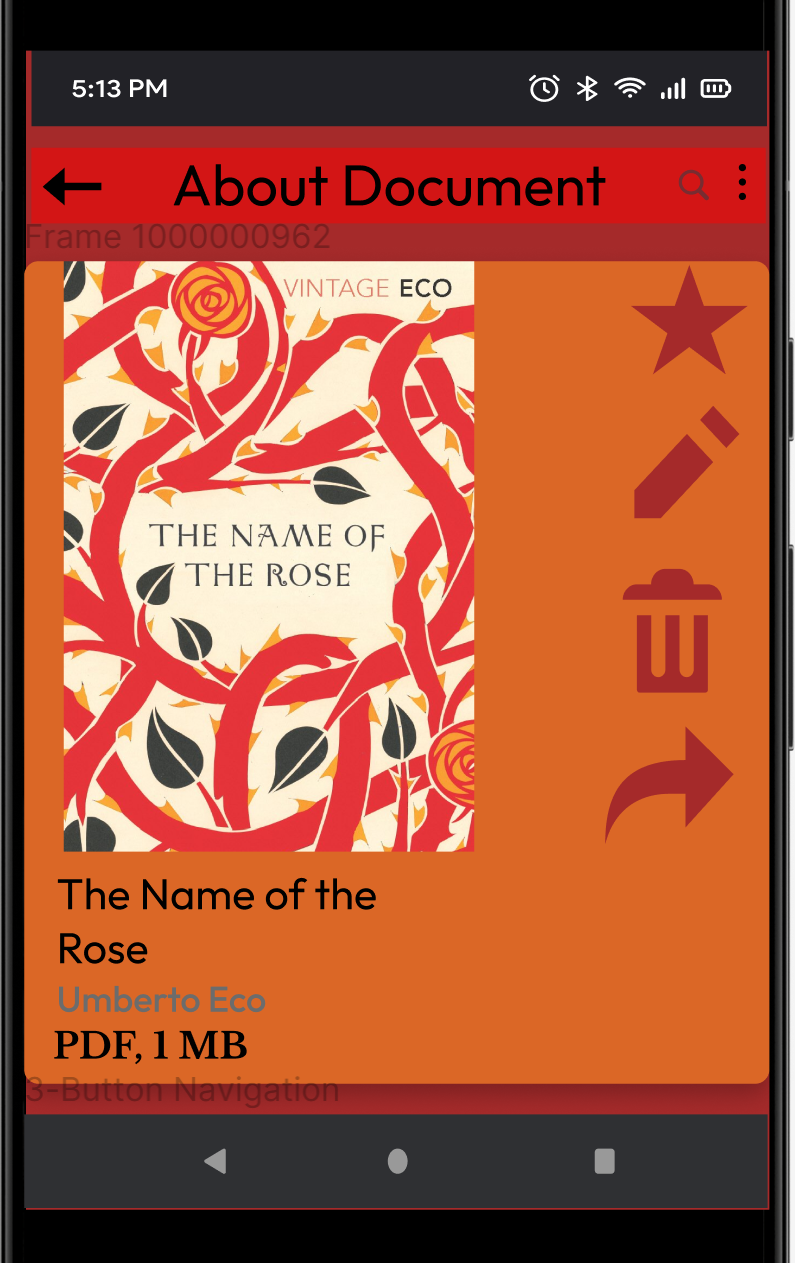 5:13 PM
About Document
Frame 1000000962
VINTAGE ECO
THE NAME OF
THE ROSE
The Name of the
Rose
Umberto Eco
PDF, 1 MB
3-Button Navigation